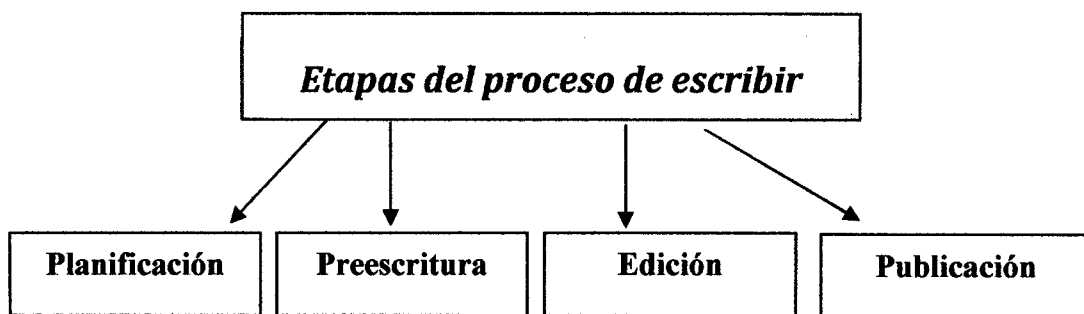 Etapas del proceso de escribir
Planificación
Preescritura
Edición
Publicación